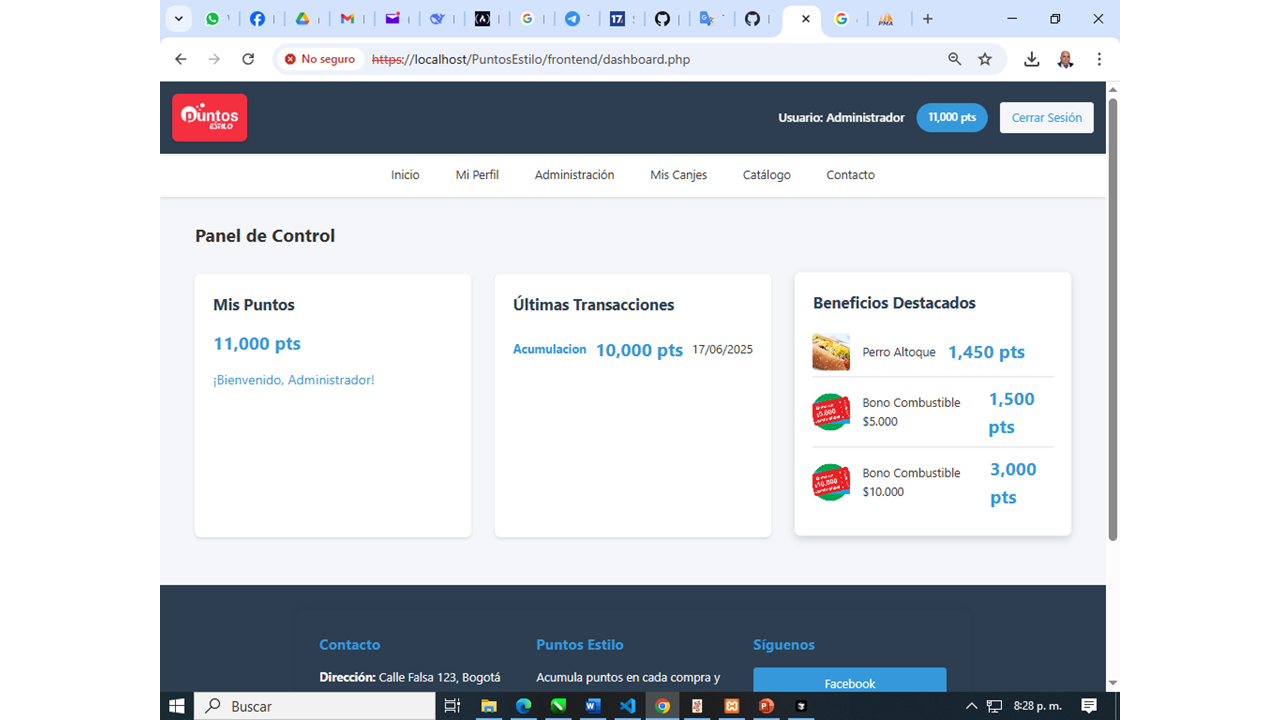 No seguro
https://localhost/PuntosEstilo/frontend/dashboard.php
puntos
ESTILO
Usuario: Administrador
11,000 pts
Cerrar Sesión
Inicio
Mi Perfil
Administración
Mis Canjes
Catálogo
Contacto
Panel de Control
Mis Puntos
11,000 pts
¡Bienvenido, Administrador!
Últimas Transacciones
Acumulacion 10,000 pts 17/06/2025
Beneficios Destacados
Perro Altoque 1,450 pts
Bono Combustible
$5.000
1,500
pts
Bono Combustible
$10.000
3,000
pts
Contacto
Dirección: Calle Falsa 123, Bogotá
Puntos Estilo
Acumula puntos en cada compra y
Síguenos
Facebook
Buscar
8:28 p. m.